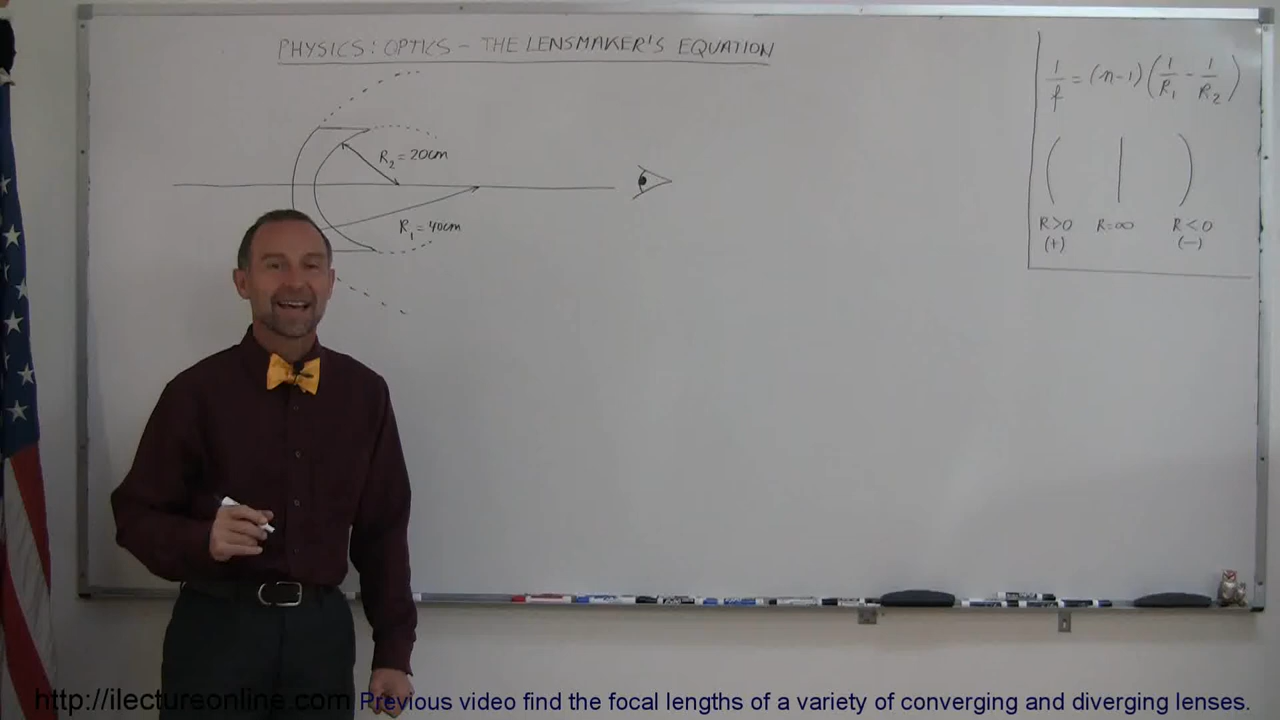 PHYSICS: OPTICS - THE LENSMAKER'S EQUATION
1/f = (n-1)(1/R₁ - 1/R₂)
R₂ = 20cm
R₁ = 40cm
R>0 R=∞ R<0
(+) (-)
http://ilectureonline.com Previous video find the focal lengths of a variety of converging and diverging lenses.